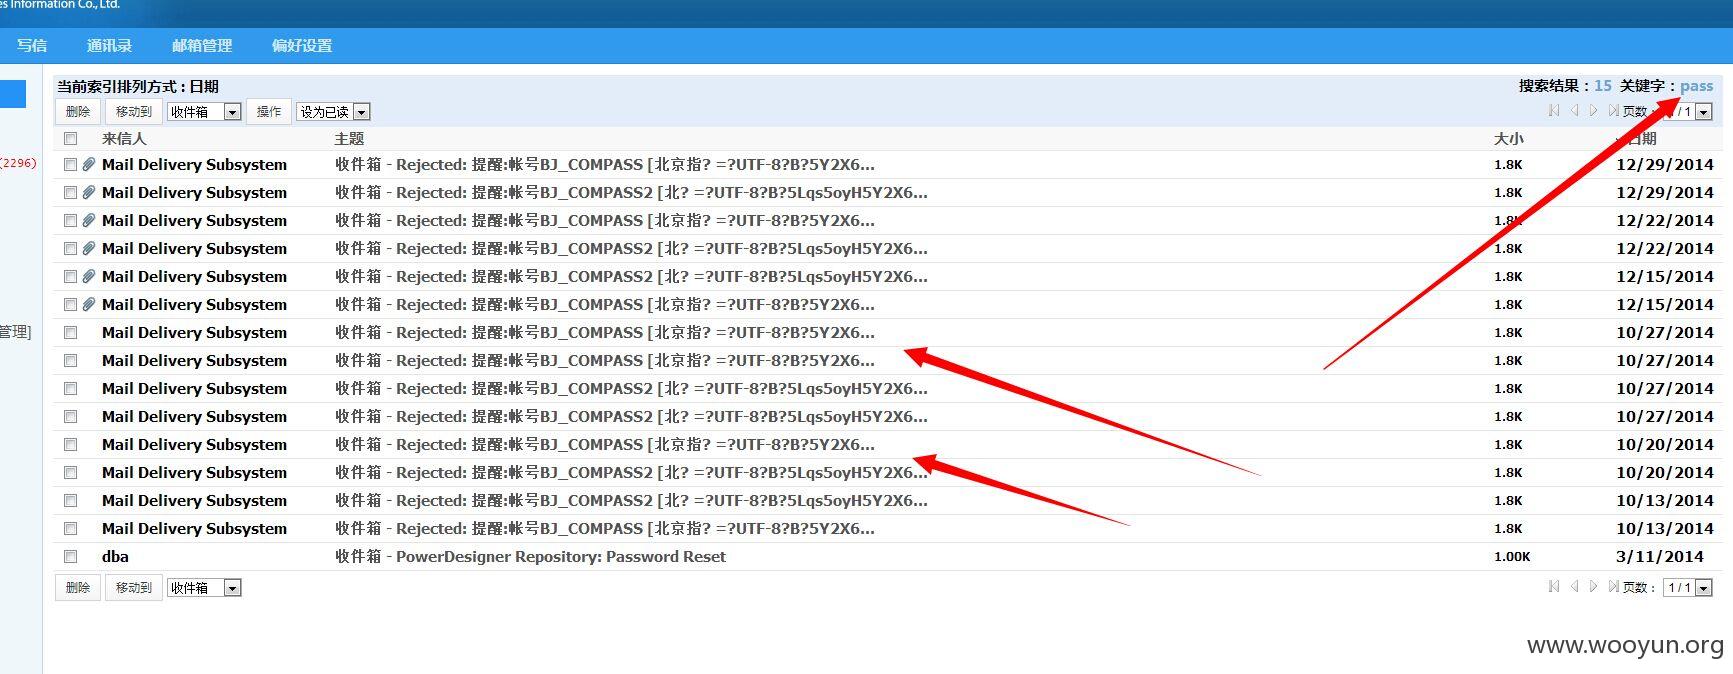 es Information Co., Ltd.
写信 通讯录 邮箱管理 偏好设置
当前索引排列方式 : 日期 搜索结果 : 15 关键字 : pass
删除 移动到 收件箱 操作 设为已读 页数 : / 1
来信人 主题 大小 日期
(2296) Mail Delivery Subsystem 收件箱 - Rejected: 提醒:帐号BJ_COMPASS [北京指? =?UTF-8?B?5Y2X6... 1.8K 12/29/2014
Mail Delivery Subsystem 收件箱 - Rejected: 提醒:帐号BJ_COMPASS2 [北? =?UTF-8?B?5Lqs5oyH5Y2X6... 1.8K 12/29/2014
Mail Delivery Subsystem 收件箱 - Rejected: 提醒:帐号BJ_COMPASS [北京指? =?UTF-8?B?5Y2X6... 1.8K 12/22/2014
Mail Delivery Subsystem 收件箱 - Rejected: 提醒:帐号BJ_COMPASS2 [北? =?UTF-8?B?5Lqs5oyH5Y2X6... 1.8K 12/22/2014
Mail Delivery Subsystem 收件箱 - Rejected: 提醒:帐号BJ_COMPASS2 [北? =?UTF-8?B?5Lqs5oyH5Y2X6... 1.8K 12/15/2014
Mail Delivery Subsystem 收件箱 - Rejected: 提醒:帐号BJ_COMPASS [北京指? =?UTF-8?B?5Y2X6... 1.8K 12/15/2014
管理] Mail Delivery Subsystem 收件箱 - Rejected: 提醒:帐号BJ_COMPASS [北京指? =?UTF-8?B?5Y2X6... 1.8K 10/27/2014
Mail Delivery Subsystem 收件箱 - Rejected: 提醒:帐号BJ_COMPASS [北京指? =?UTF-8?B?5Y2X6... 1.8K 10/27/2014
Mail Delivery Subsystem 收件箱 - Rejected: 提醒:帐号BJ_COMPASS2 [北? =?UTF-8?B?5Lqs5oyH5Y2X6... 1.8K 10/27/2014
Mail Delivery Subsystem 收件箱 - Rejected: 提醒:帐号BJ_COMPASS2 [北? =?UTF-8?B?5Lqs5oyH5Y2X6... 1.8K 10/27/2014
Mail Delivery Subsystem 收件箱 - Rejected: 提醒:帐号BJ_COMPASS [北京指? =?UTF-8?B?5Y2X6... 1.8K 10/20/2014
Mail Delivery Subsystem 收件箱 - Rejected: 提醒:帐号BJ_COMPASS2 [北? =?UTF-8?B?5Lqs5oyH5Y2X6... 1.8K 10/20/2014
Mail Delivery Subsystem 收件箱 - Rejected: 提醒:帐号BJ_COMPASS2 [北? =?UTF-8?B?5Lqs5oyH5Y2X6... 1.8K 10/13/2014
Mail Delivery Subsystem 收件箱 - Rejected: 提醒:帐号BJ_COMPASS [北京指? =?UTF-8?B?5Y2X6... 1.8K 10/13/2014
dba 收件箱 - PowerDesigner Repository: Password Reset 1.00K 3/11/2014
删除 移动到 收件箱 页数 : 1 / 1
www.wooyun.org